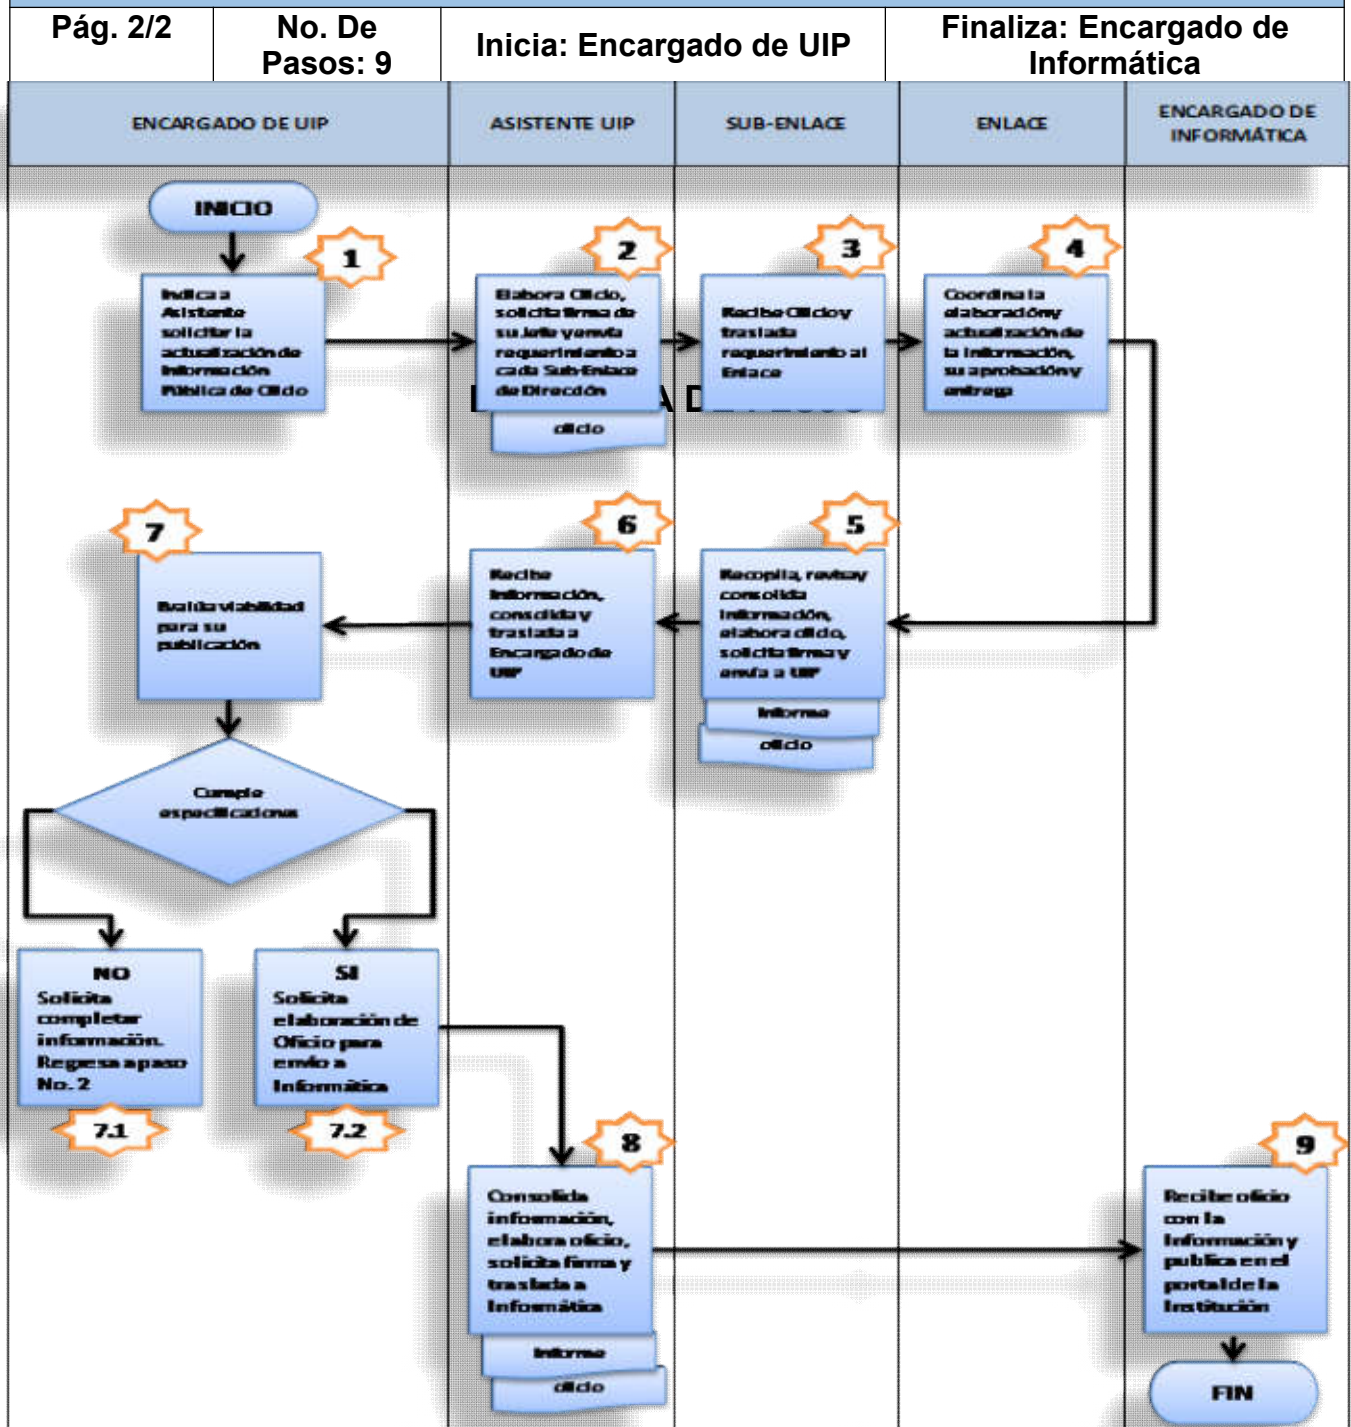 Pág. 2/2
No. De
Pasos: 9
Inicia: Encargado de UIP
Finaliza: Encargado de
Informática
ENCARGADO DE UIP
ASISTENTE UIP
SUB-ENLACE
ENLACE
ENCARGADO DE
INFORMÁTICA
INICIO
1
Indica a
Asistente
solicitar la
actualización de
Información
Pública de Oficio
2
Elabora Oficio,
solicita firma de
su Jefe y envía
requerimiento a
cada Sub-Enlace
de Dirección
oficio
3
Recibe Oficio y
traslada
requerimiento al
Enlace
4
Coordina la
elaboración y
actualización de
la información,
su aprobación y
entrega
5
Recopila, revisa y
consolida
información,
elabora oficio,
solicita firma y
envía a UIP
Informe
oficio
6
Recibe
información,
consolida y
traslada a
Encargado de
UIP
7
Evalúa viabilidad
para su
publicación
Cumple
especificaciones
NO
Solicita
completar
información.
Regresa a paso
No. 2
7.1
SI
Solicita
elaboración de
Oficio para
envío a
Informática
7.2
8
Consolida
información,
elabora oficio,
solicita firma y
traslada a
Informática
Informe
oficio
9
Recibe oficio
con la
Información y
publica en el
portal de la
Institución
FIN